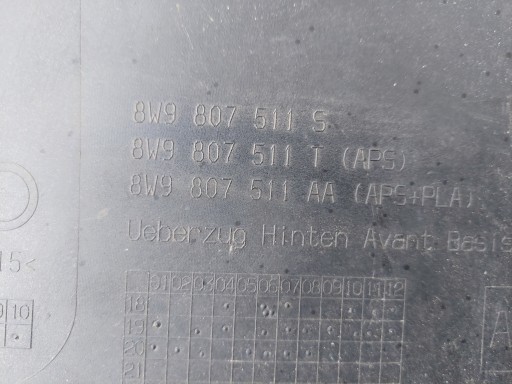 8W9 807 511 S
8W9 807 511 T (APS)
8W9 807 511 AA (APS+PLA)
Ueberzug Hinten Avant Basis
15<
01 02 03 04 05 06 07 08 09 10 11 12
18
19
20
21
10
A